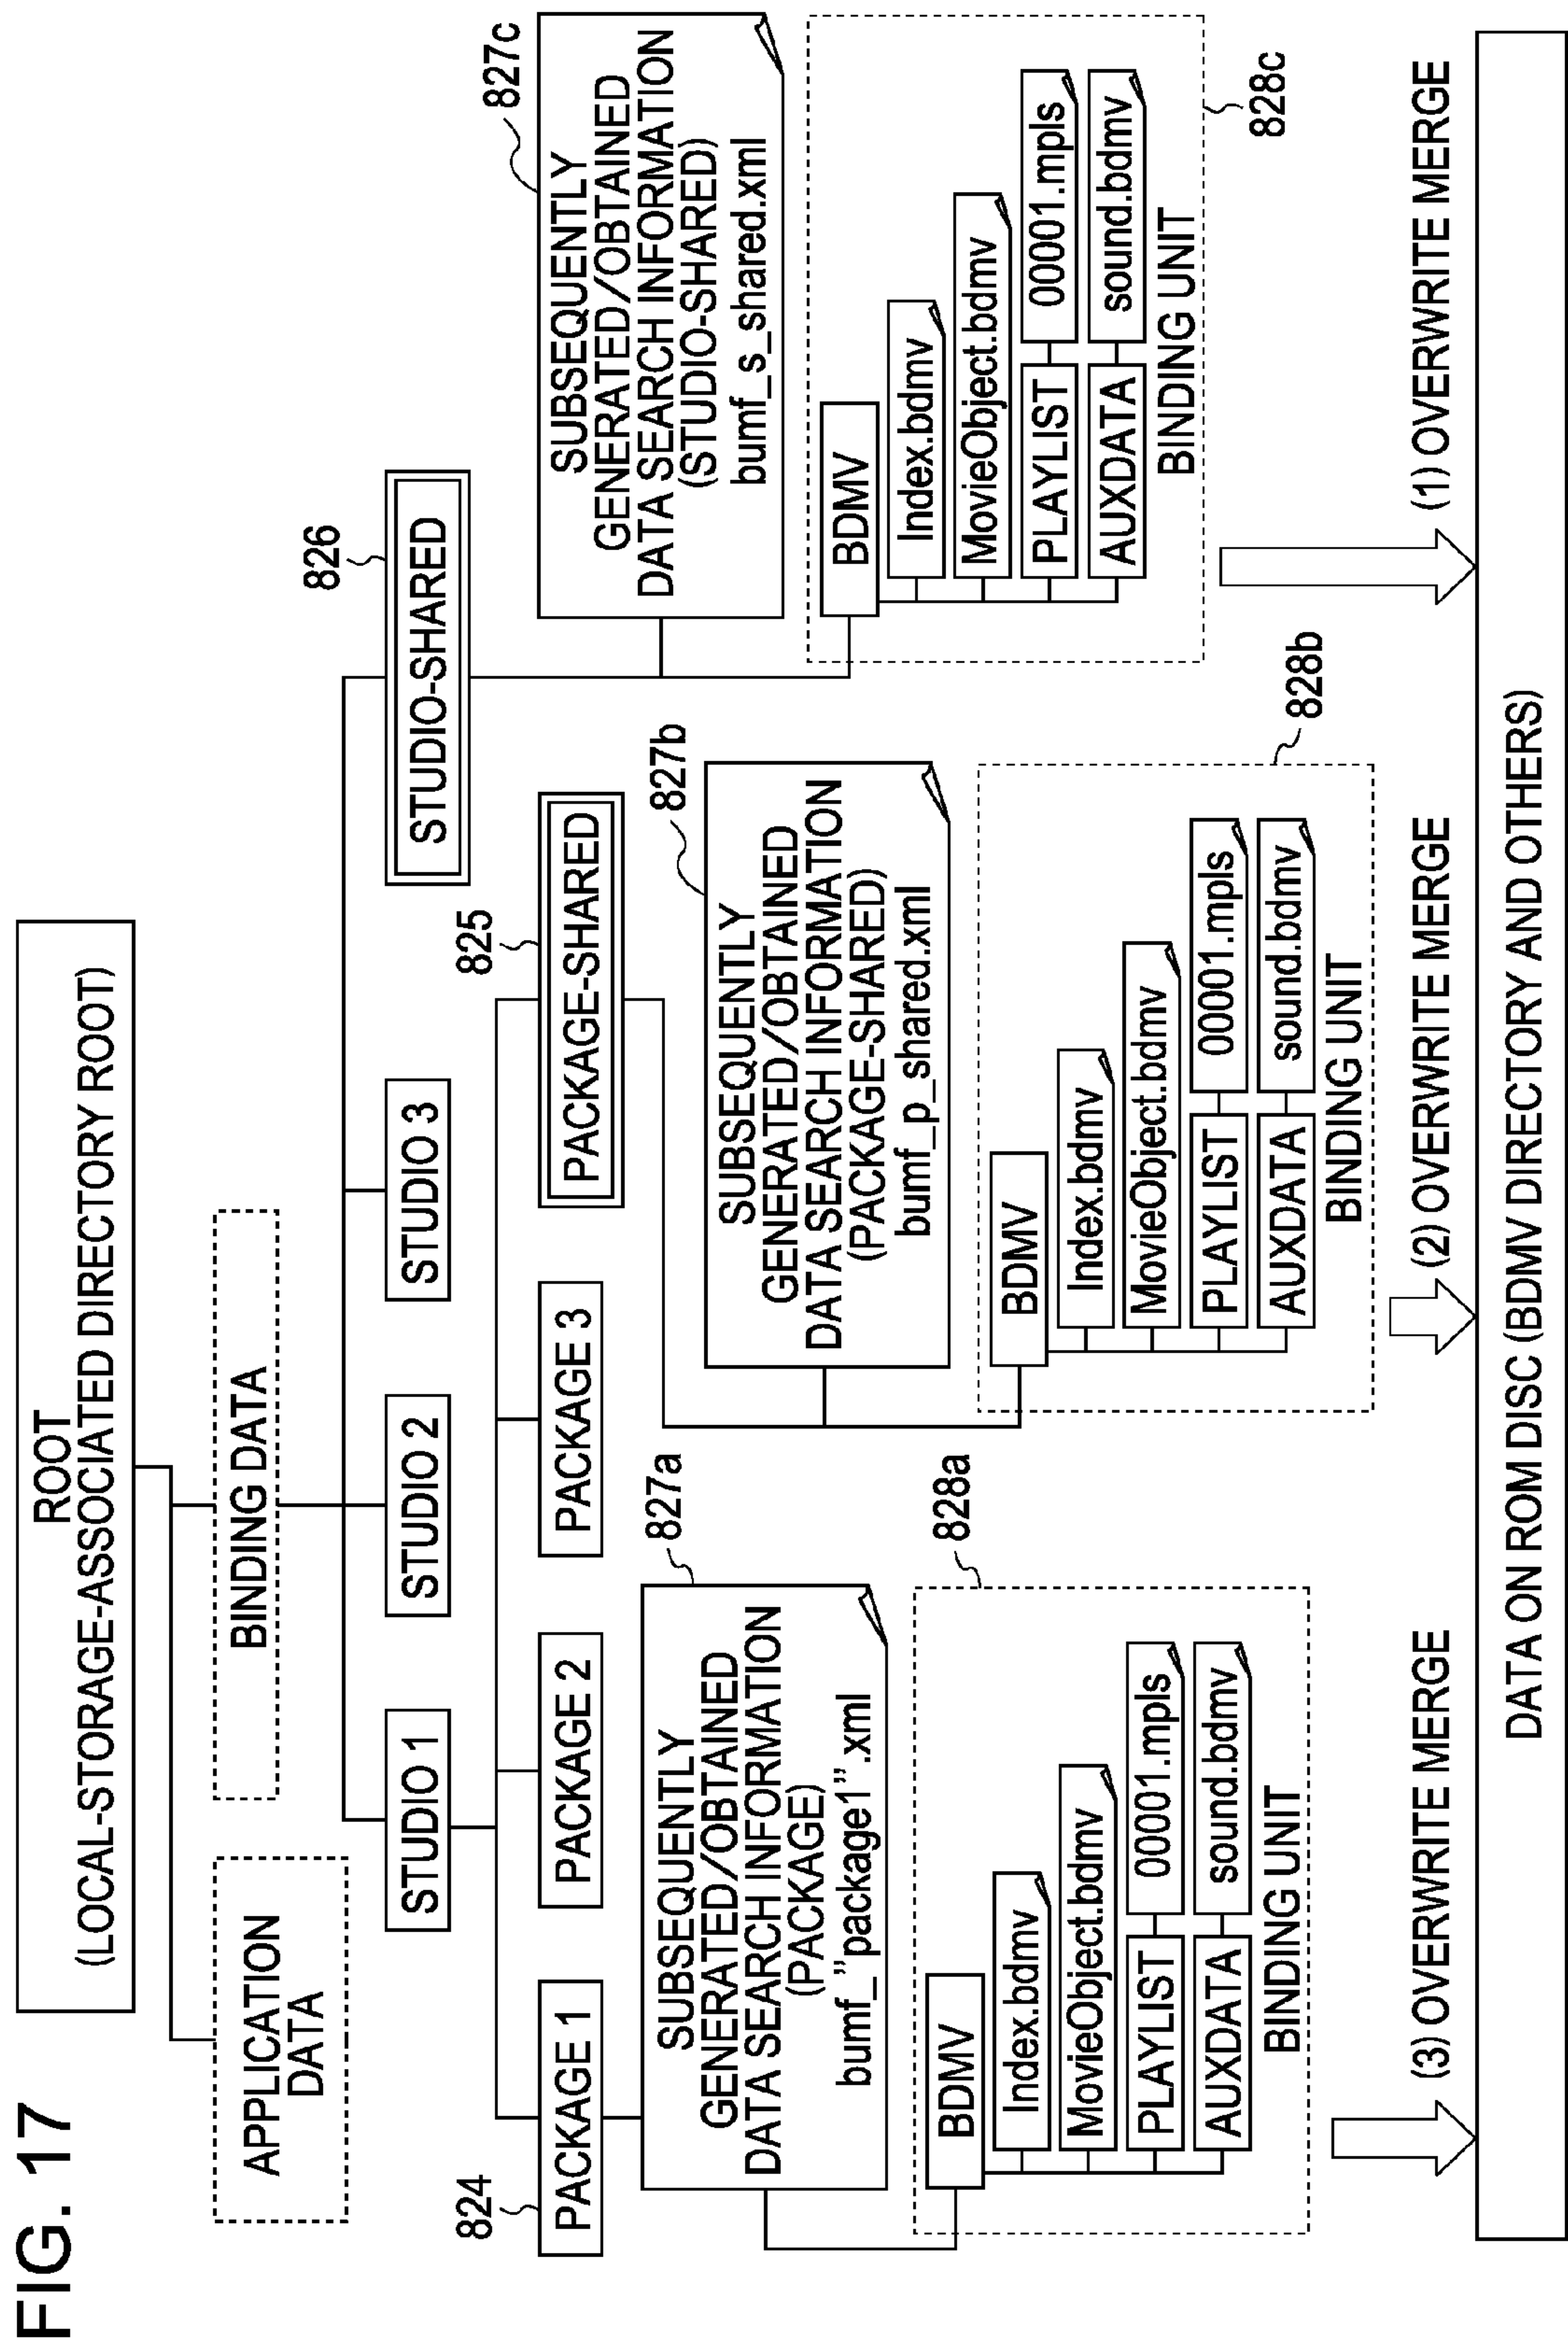 FIG. 17
ROOT
(LOCAL-STORAGE-ASSOCIATED DIRECTORY ROOT)
APPLICATION
DATA
BINDING DATA
STUDIO 1
STUDIO 2
STUDIO 3
826
STUDIO-SHARED
824
PACKAGE 1
PACKAGE 2
PACKAGE 3
825
PACKAGE-SHARED
827a
SUBSEQUENTLY
GENERATED/OBTAINED
DATA SEARCH INFORMATION
(PACKAGE)
bumf_"package1".xml
827b
SUBSEQUENTLY
GENERATED/OBTAINED
DATA SEARCH INFORMATION
(PACKAGE-SHARED)
bumf_p_shared.xml
827c
SUBSEQUENTLY
GENERATED/OBTAINED
DATA SEARCH INFORMATION
(STUDIO-SHARED)
bumf_s_shared.xml
828a
BDMV
Index.bdmv
MovieObject.bdmv
PLAYLIST
00001.mpls
AUXDATA
sound.bdmv
BINDING UNIT
828b
BDMV
Index.bdmv
MovieObject.bdmv
PLAYLIST
00001.mpls
AUXDATA
sound.bdmv
BINDING UNIT
BDMV
Index.bdmv
MovieObject.bdmv
PLAYLIST
00001.mpls
AUXDATA
sound.bdmv
BINDING UNIT
828c
(3) OVERWRITE MERGE
(2) OVERWRITE MERGE
(1) OVERWRITE MERGE
DATA ON ROM DISC (BDMV DIRECTORY AND OTHERS)